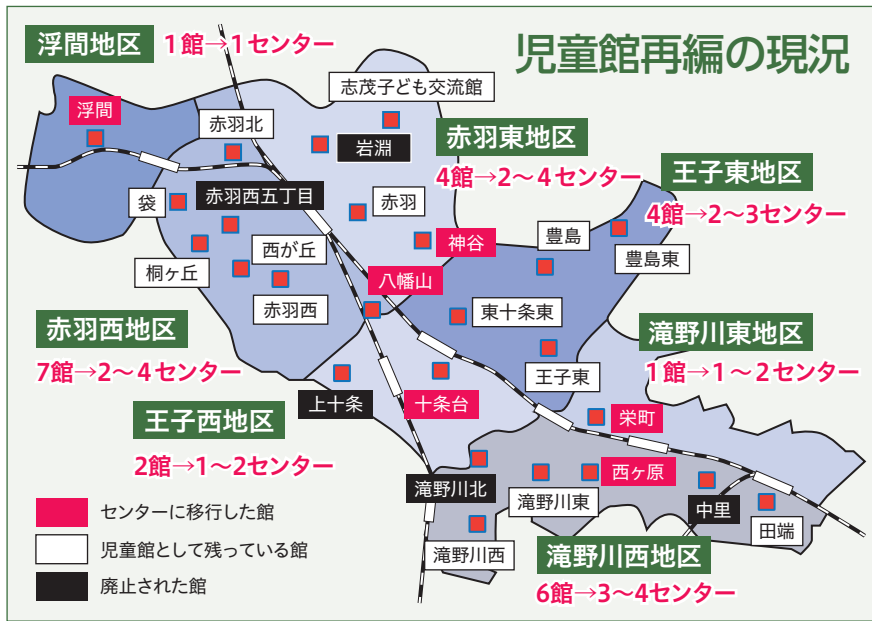 児童館再編の現況
浮間地区
1館→1センター
志茂子ども交流館
浮間
赤羽北
岩淵
赤羽東地区
4館→2〜4センター
王子東地区
4館→2〜3センター
袋
赤羽西五丁目
赤羽
神谷
豊島
豊島東
桐ヶ丘
西が丘
八幡山
赤羽西
東十条東
赤羽西地区
7館→2〜4センター
滝野川東地区
1館→1〜2センター
王子東
上十条
十条台
王子西地区
2館→1〜2センター
栄町
滝野川北
滝野川東
西ヶ原
中里
田端
滝野川西
滝野川西地区
6館→3〜4センター
センターに移行した館
児童館として残っている館
廃止された館